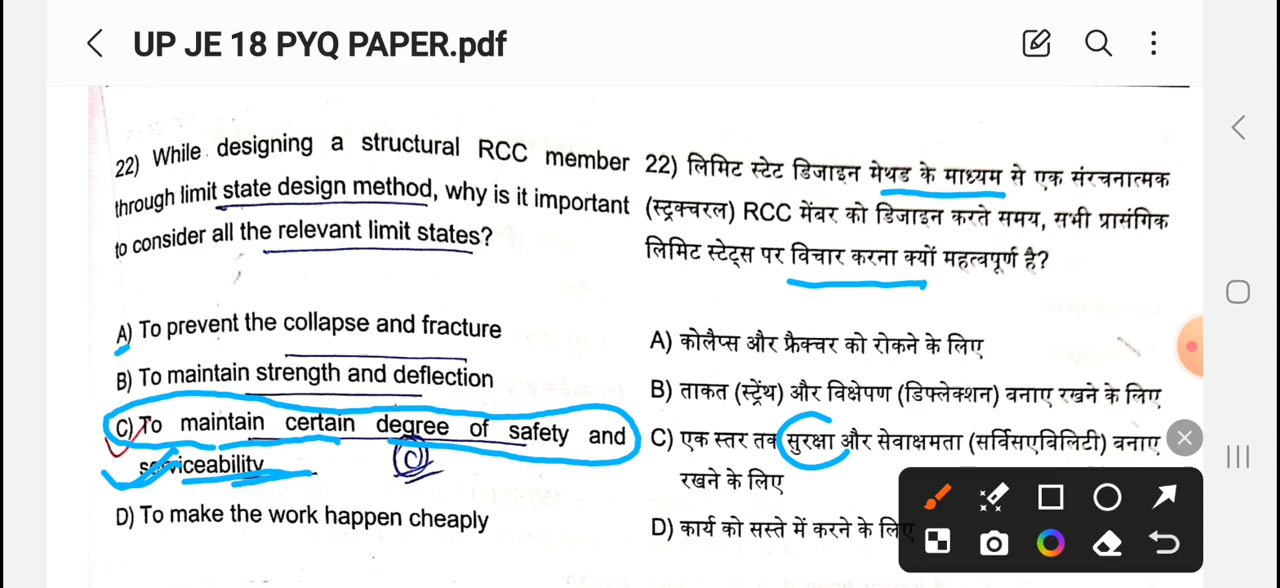 UP JE 18 PYQ PAPER.pdf
22) While designing a structural RCC member
through limit state design method, why is it important
to consider all the relevant limit states?
A) To prevent the collapse and fracture
B) To maintain strength and deflection
C) To maintain certain degree of safety and
serviceability
D) To make the work happen cheaply
22) लिमिट स्टेट डिजाइन मेथड के माध्यम से एक संरचनात्मक
(स्ट्रक्चरल) RCC मेंबर को डिजाइन करते समय, सभी प्रासंगिक
लिमिट स्टेट्स पर विचार करना क्यों महत्वपूर्ण है?
A) कोलैप्स और फ्रैक्चर को रोकने के लिए
B) ताकत (स्ट्रेंथ) और विक्षेपण (डिफ्लेक्शन) बनाए रखने के लिए
C) एक स्तर तक सुरक्षा और सेवाक्षमता (सर्विसएबिलिटी) बनाए
रखने के लिए
D) कार्य को सस्ते में करने के लिए